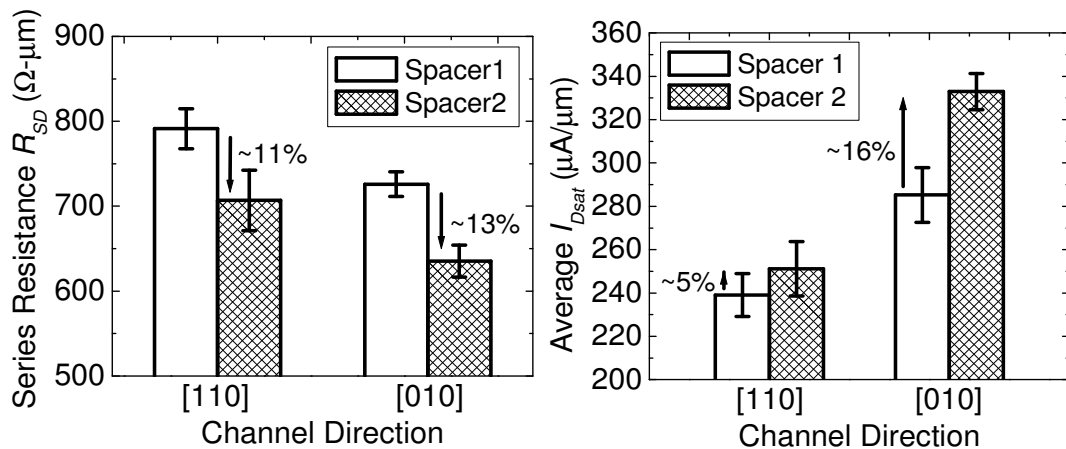 Series Resistance R_SD (Ω-μm)
900
800
700
600
500
Spacer1
Spacer2
~11%
~13%
[110]
[010]
Channel Direction
Average I_Dsat (μA/μm)
360
340
320
300
280
260
240
220
200
Spacer 1
Spacer 2
~5%
~16%
[110]
[010]
Channel Direction